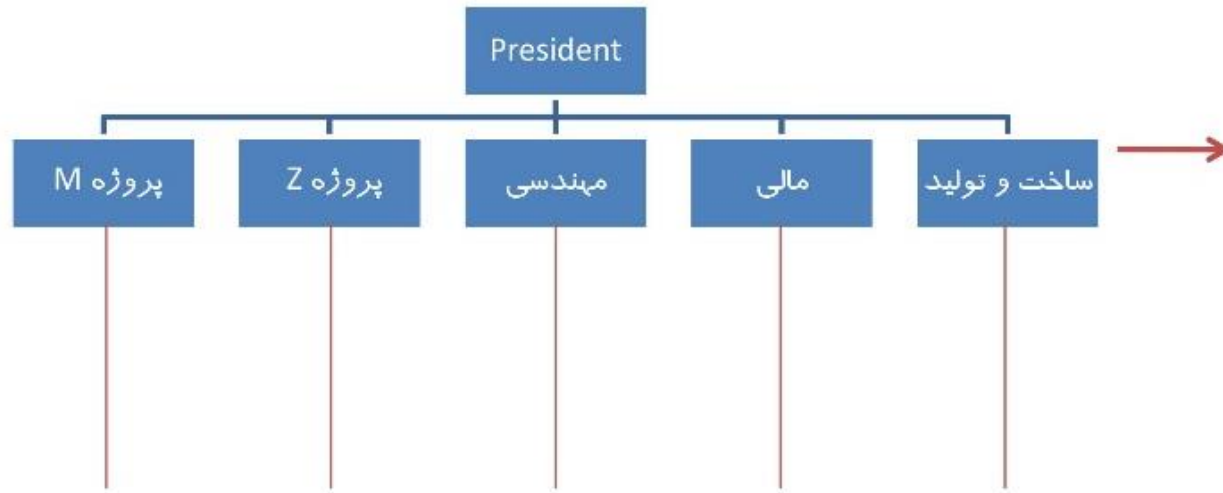 President
پروژه M
پروژه Z
مهندسی
مالی
ساخت و تولید